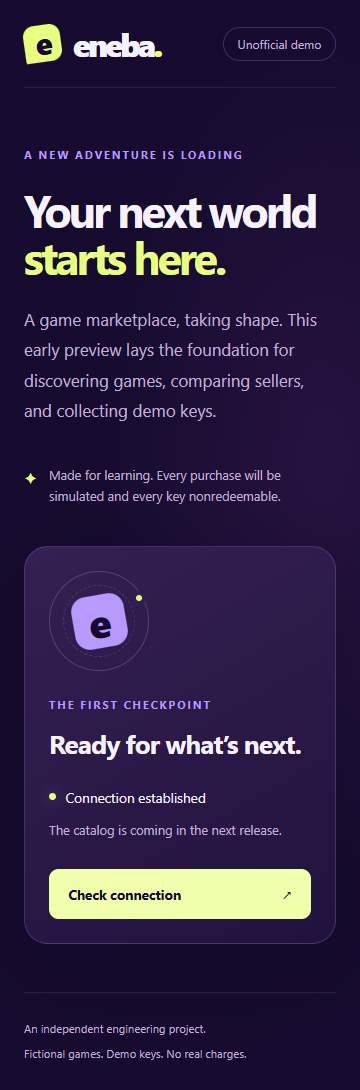 e eneba.
Unofficial demo
A NEW ADVENTURE IS LOADING
Your next world
starts here.
A game marketplace, taking shape. This
early preview lays the foundation for
discovering games, comparing sellers,
and collecting demo keys.
Made for learning. Every purchase will be
simulated and every key nonredeemable.
e
THE FIRST CHECKPOINT
Ready for what’s next.
Connection established
The catalog is coming in the next release.
Check connection ↗
An independent engineering project.
Fictional games. Demo keys. No real charges.